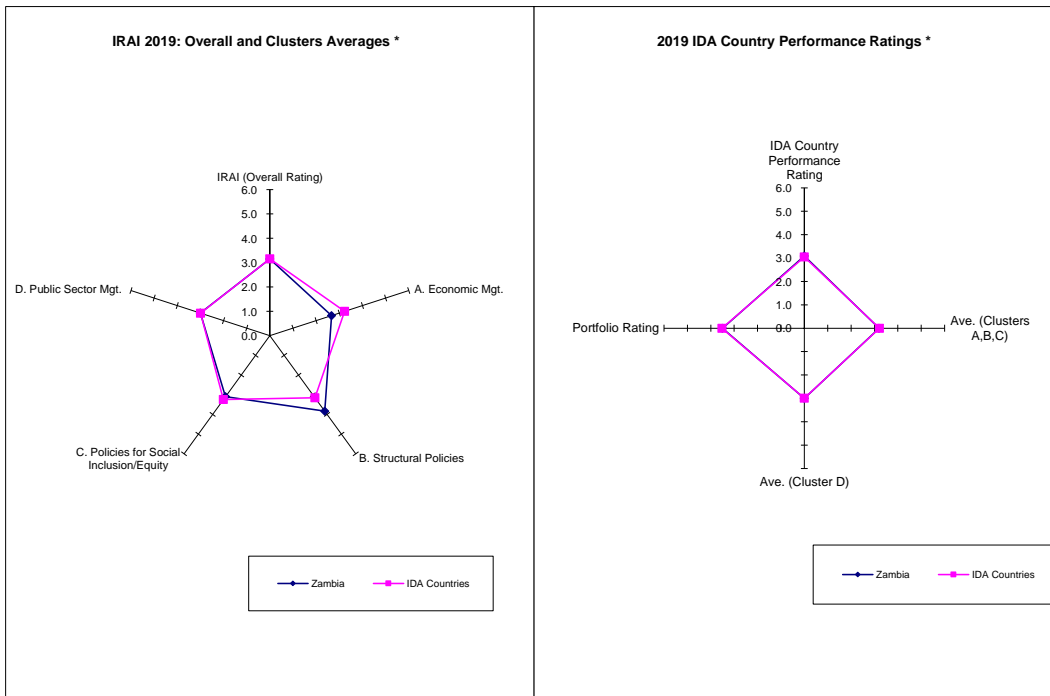 IRAI 2019: Overall and Clusters Averages *
IRAI (Overall Rating)
6.0
5.0
4.0
3.0
2.0
1.0
0.0
A. Economic Mgt.
B. Structural Policies
C. Policies for Social
Inclusion/Equity
D. Public Sector Mgt.
Zambia
IDA Countries
2019 IDA Country Performance Ratings *
IDA Country
Performance
Rating
6.0
5.0
4.0
3.0
2.0
1.0
0.0
Ave. (Clusters
A,B,C)
Ave. (Cluster D)
Portfolio Rating
Zambia
IDA Countries